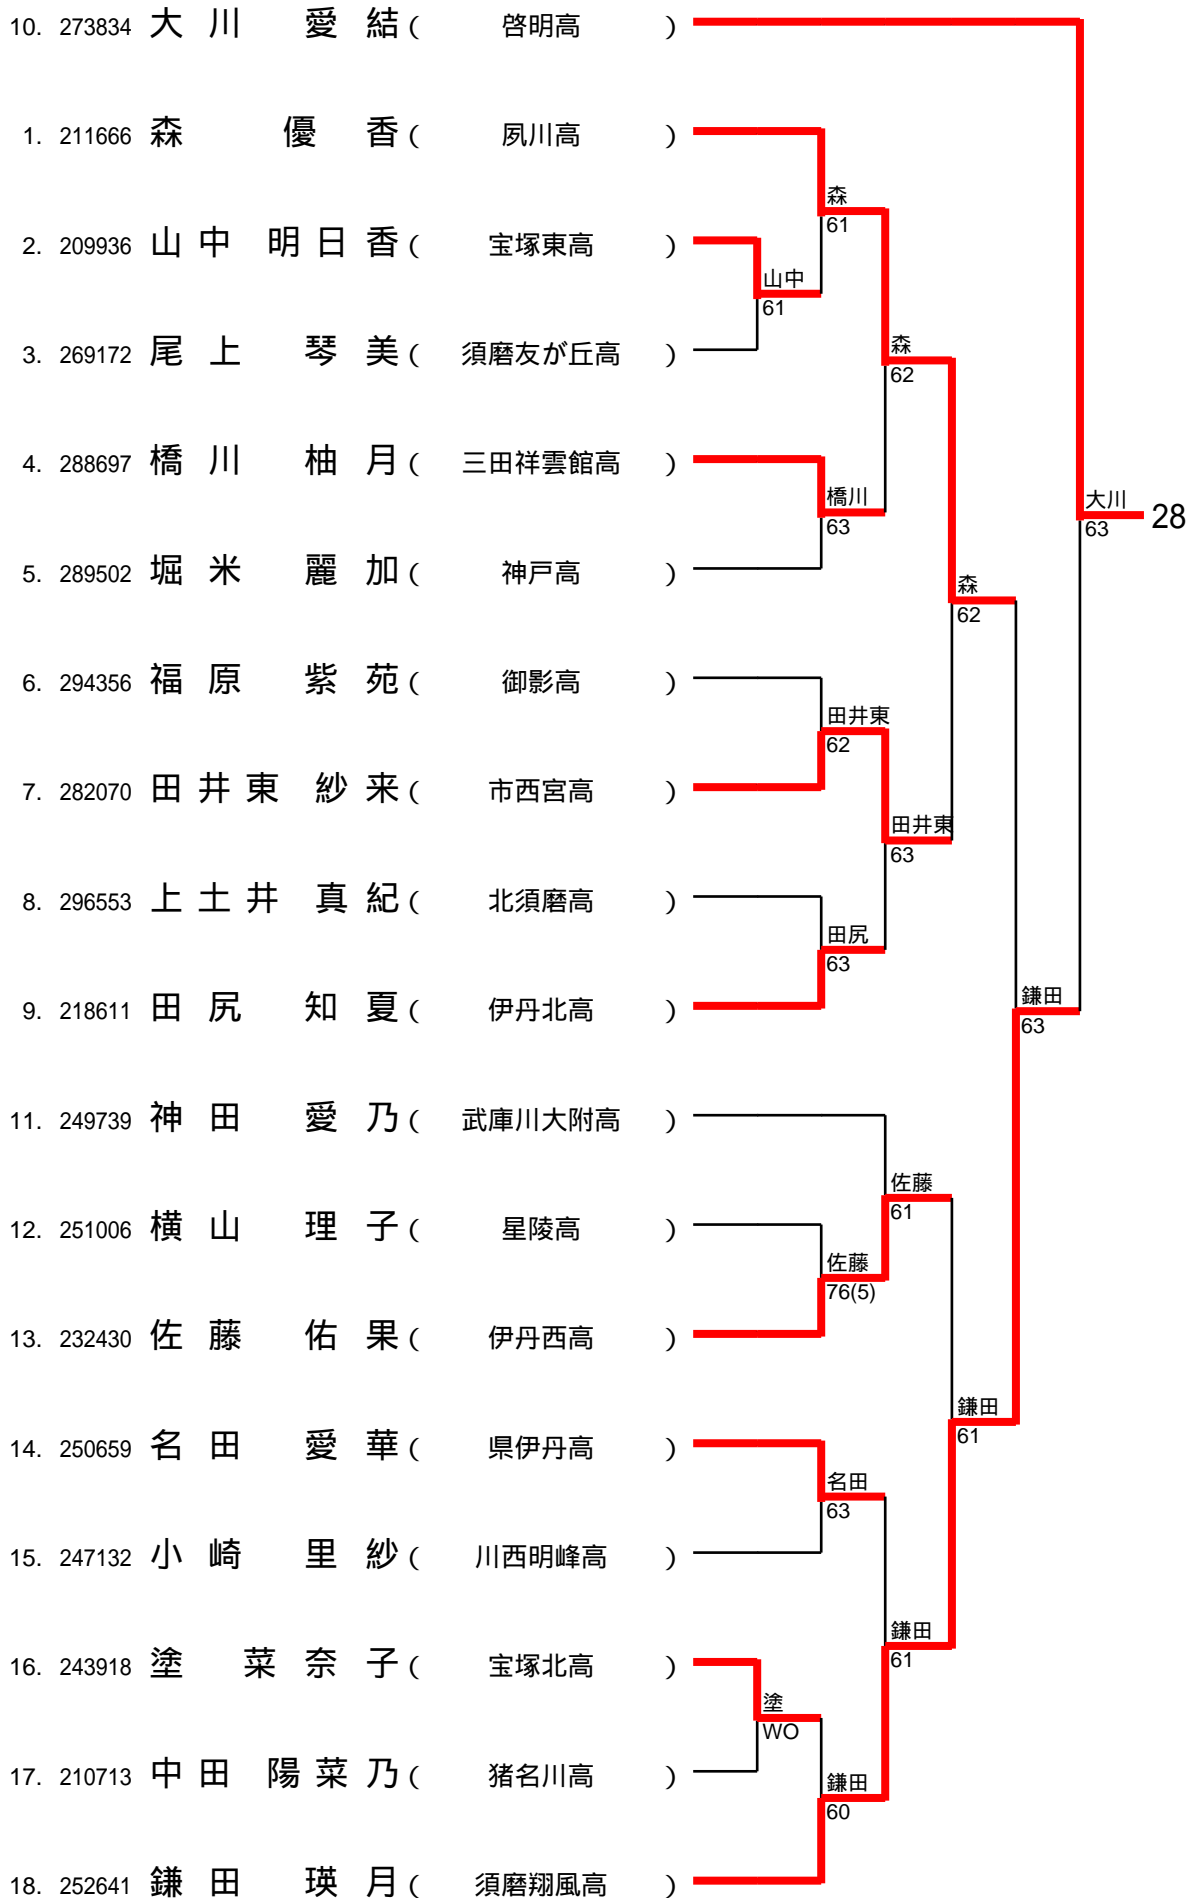 10. 273834 大川 愛結 ( 啓明高 )
1. 211666 森 優香 ( 夙川高 )
森
61
2. 209936 山中 明日香 ( 宝塚東高 )
山中
61
3. 269172 尾上 琴美 ( 須磨友が丘高 )
森
62
4. 288697 橋川 柚月 ( 三田祥雲館高 )
橋川
63
大川
63
28
5. 289502 堀米 麗加 ( 神戸高 )
森
62
6. 294356 福原 紫苑 ( 御影高 )
田井東
62
7. 282070 田井東 紗来 ( 市西宮高 )
田井東
63
8. 296553 上土井 真紀 ( 北須磨高 )
田尻
63
9. 218611 田尻 知夏 ( 伊丹北高 )
鎌田
63
11. 249739 神田 愛乃 ( 武庫川大附高 )
佐藤
61
12. 251006 横山 理子 ( 星陵高 )
佐藤
76(5)
13. 232430 佐藤 佑果 ( 伊丹西高 )
鎌田
61
14. 250659 名田 愛華 ( 県伊丹高 )
名田
63
15. 247132 小崎 里紗 ( 川西明峰高 )
鎌田
61
16. 243918 塗 菜奈子 ( 宝塚北高 )
塗
WO
17. 210713 中田 陽菜乃 ( 猪名川高 )
鎌田
60
18. 252641 鎌田 瑛月 ( 須磨翔風高 )